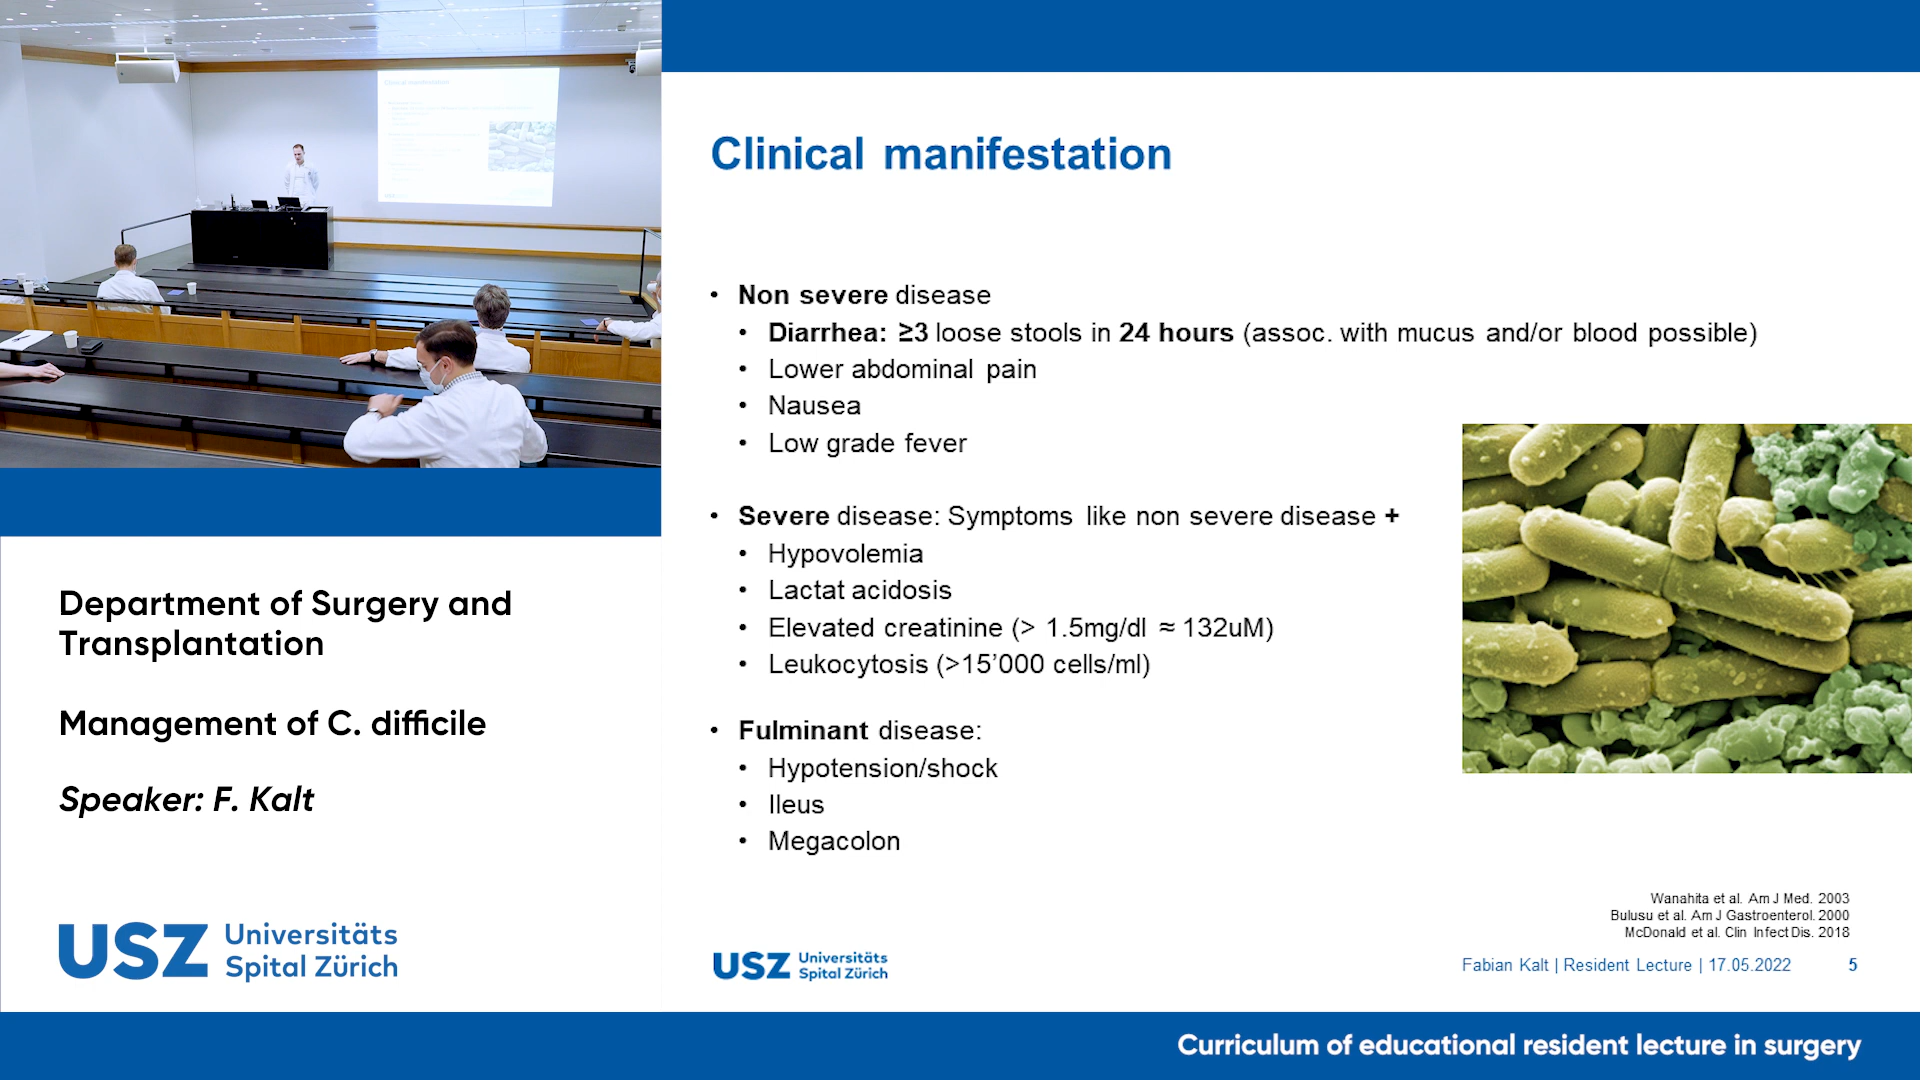 Department of Surgery and
Transplantation
Management of C. difficile
Speaker: F. Kalt
USZ Universitäts
Spital Zürich
Clinical manifestation
• Non severe disease
• Diarrhea: ≥3 loose stools in 24 hours (assoc. with mucus and/or blood possible)
• Lower abdominal pain
• Nausea
• Low grade fever
• Severe disease: Symptoms like non severe disease +
• Hypovolemia
• Lactat acidosis
• Elevated creatinine (> 1.5mg/dl ≈ 132uM)
• Leukocytosis (>15’000 cells/ml)
• Fulminant disease:
• Hypotension/shock
• Ileus
• Megacolon
Wanahita et al. Am J Med. 2003
Bulusu et al. Am J Gastroenterol. 2000
McDonald et al. Clin Infect Dis. 2018
USZ Universitäts
Spital Zürich
Fabian Kalt | Resident Lecture | 17.05.2022 5
Curriculum of educational resident lecture in surgery